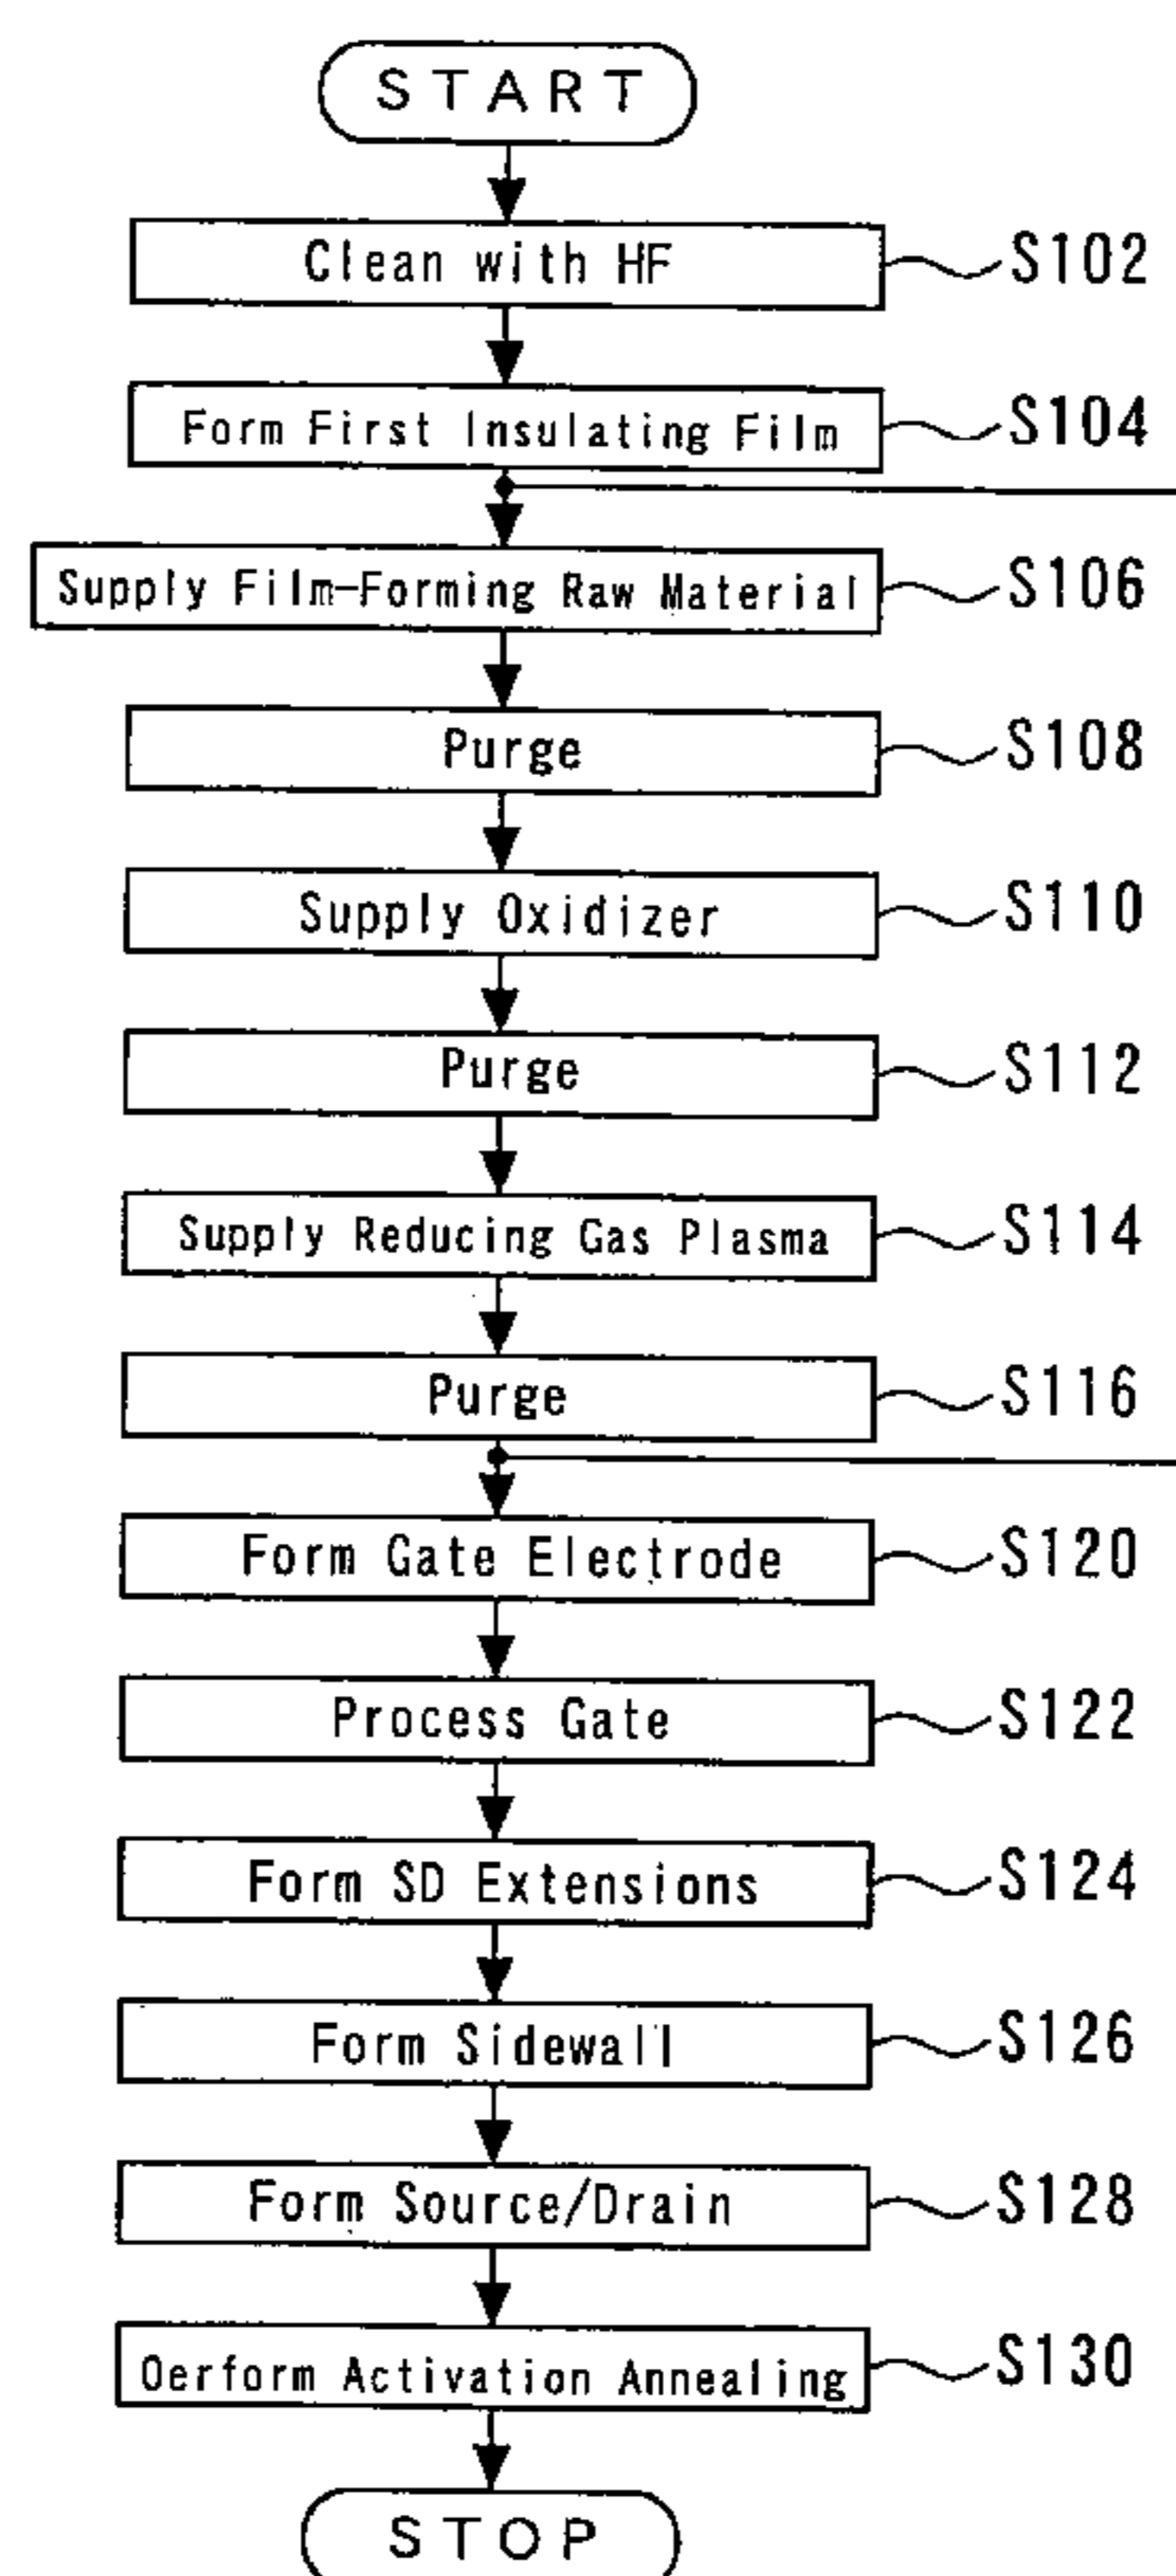 START
Clean with HF
S102
Form First Insulating Film
S104
Supply Film-Forming Raw Material
S106
Purge
S108
Supply Oxidizer
S110
Purge
S112
Supply Reducing Gas Plasma
S114
Purge
S116
Form Gate Electrode
S120
Process Gate
S122
Form SD Extensions
S124
Form Sidewall
S126
Form Source/Drain
S128
Oerform Activation Annealing
S130
STOP